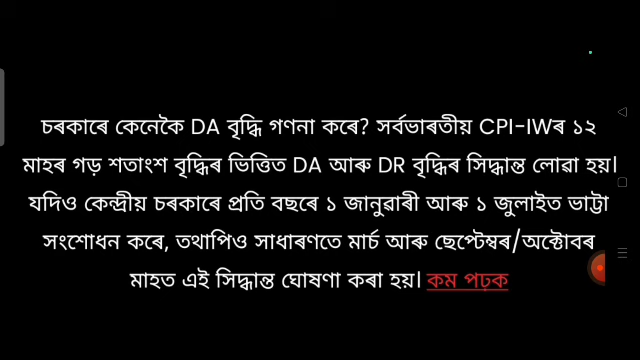 চৰকাৰে কেনেকৈ DA বৃদ্ধি গণনা কৰে? সৰ্বভাৰতীয় CPI-IWৰ ১২
মাহৰ গড় শতাংশ বৃদ্ধিৰ ভিত্তিত DA আৰু DR বৃদ্ধিৰ সিদ্ধান্ত লোৱা হয়।
যদিও কেন্দ্ৰীয় চৰকাৰে প্ৰতি বছৰে ১ জানুৱাৰী আৰু ১ জুলাইত ভাট্টা
সংশোধন কৰে, তথাপিও সাধাৰণতে মাৰ্চ আৰু ছেপ্টেম্বৰ/অক্টোবৰ
মাহত এই সিদ্ধান্ত ঘোষণা কৰা হয়। কম পঢ়ক